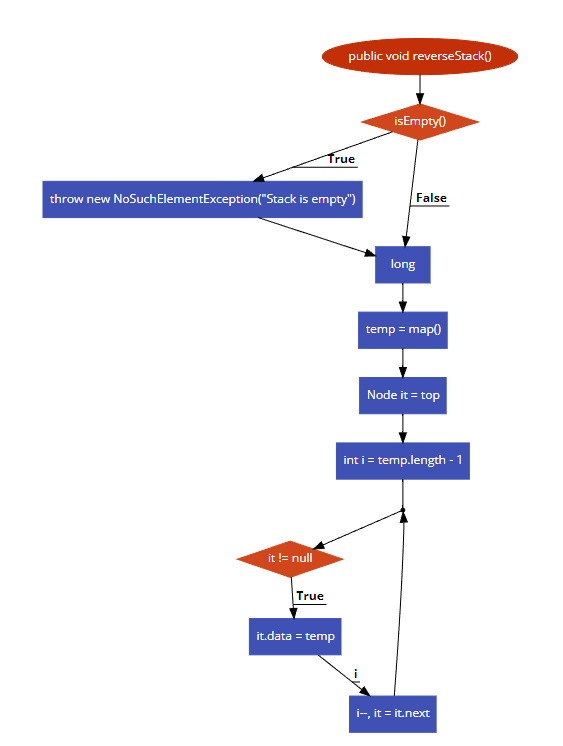 public void reverseStack()
isEmpty()
True
throw new NoSuchElementException("Stack is empty")
False
long
temp = map()
Node it = top
int i = temp.length - 1
it != null
True
it.data = temp
i
i--, it = it.next